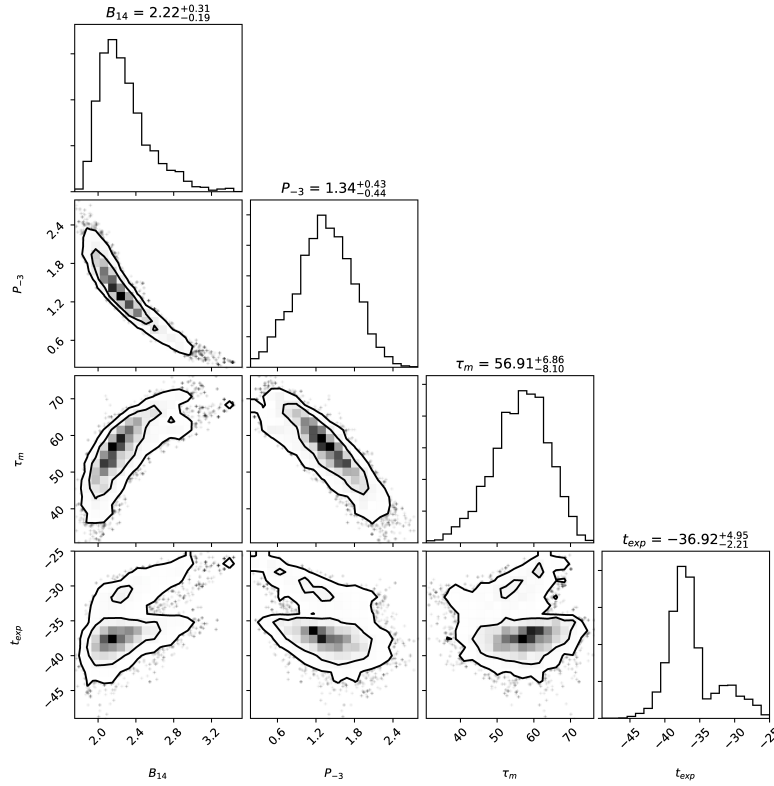 B₁₄ = 2.22⁺⁰·³¹₋₀.₁₉
P₋₃ = 1.34⁺⁰·⁴³₋₀.₄₄
2.4
1.8
1.2
0.6
P₋₃
τₘ = 56.91⁺⁶·⁸⁶₋₈.₁₀
70
60
50
40
τₘ
t_exp = −36.92⁺⁴·⁹⁵₋₂.₂₁
−25
−30
−35
−40
−45
t_exp
2.0 2.4 2.8 3.2
B₁₄
0.6 1.2 1.8 2.4
P₋₃
40 50 60 70
τₘ
−45 −40 −35 −30 −25
t_exp